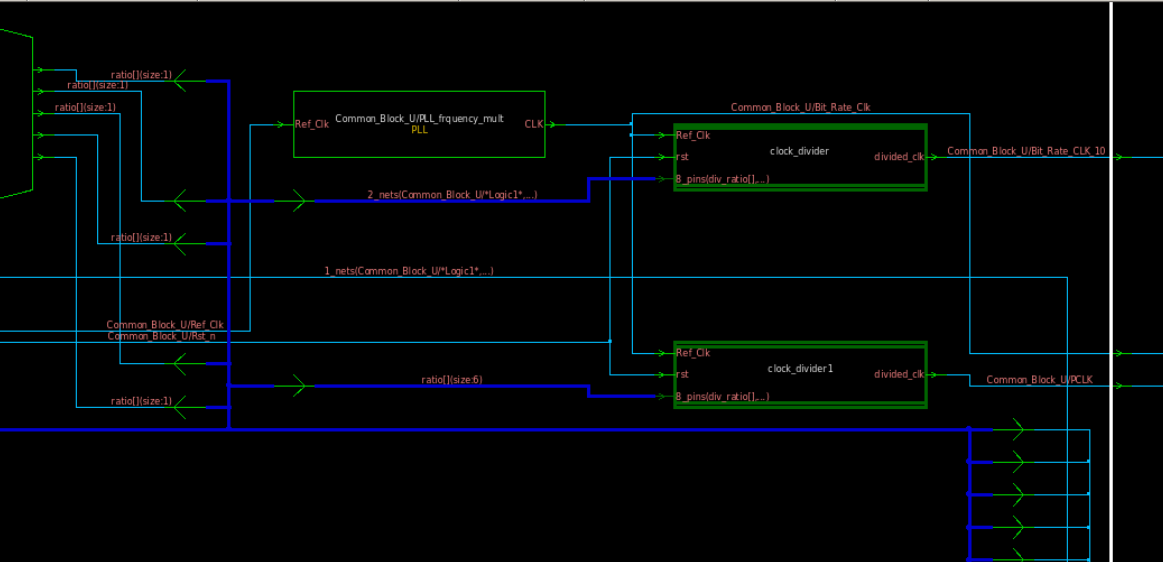 ratio[](size:1)
ratio[](size:1)
ratio[](size:1)
Common_Block_U/Bit_Rate_Clk
Ref_Clk
Common_Block_U/PLL_frquency_mult
PLL
CLK
Ref_Clk
rst
8_pins(div_ratio[],...)
clock_divider
divided_clk
Common_Block_U/Bit_Rate_CLK_10
2_nets(Common_Block_U/*Logic1*,...)
ratio[](size:1)
1_nets(Common_Block_U/*Logic1*,...)
Common_Block_U/Ref_Clk
Common_Block_U/Rst_n
Ref_Clk
rst
8_pins(div_ratio[],...)
clock_divider1
divided_clk
Common_Block_U/PCLK
ratio[](size:6)
ratio[](size:1)